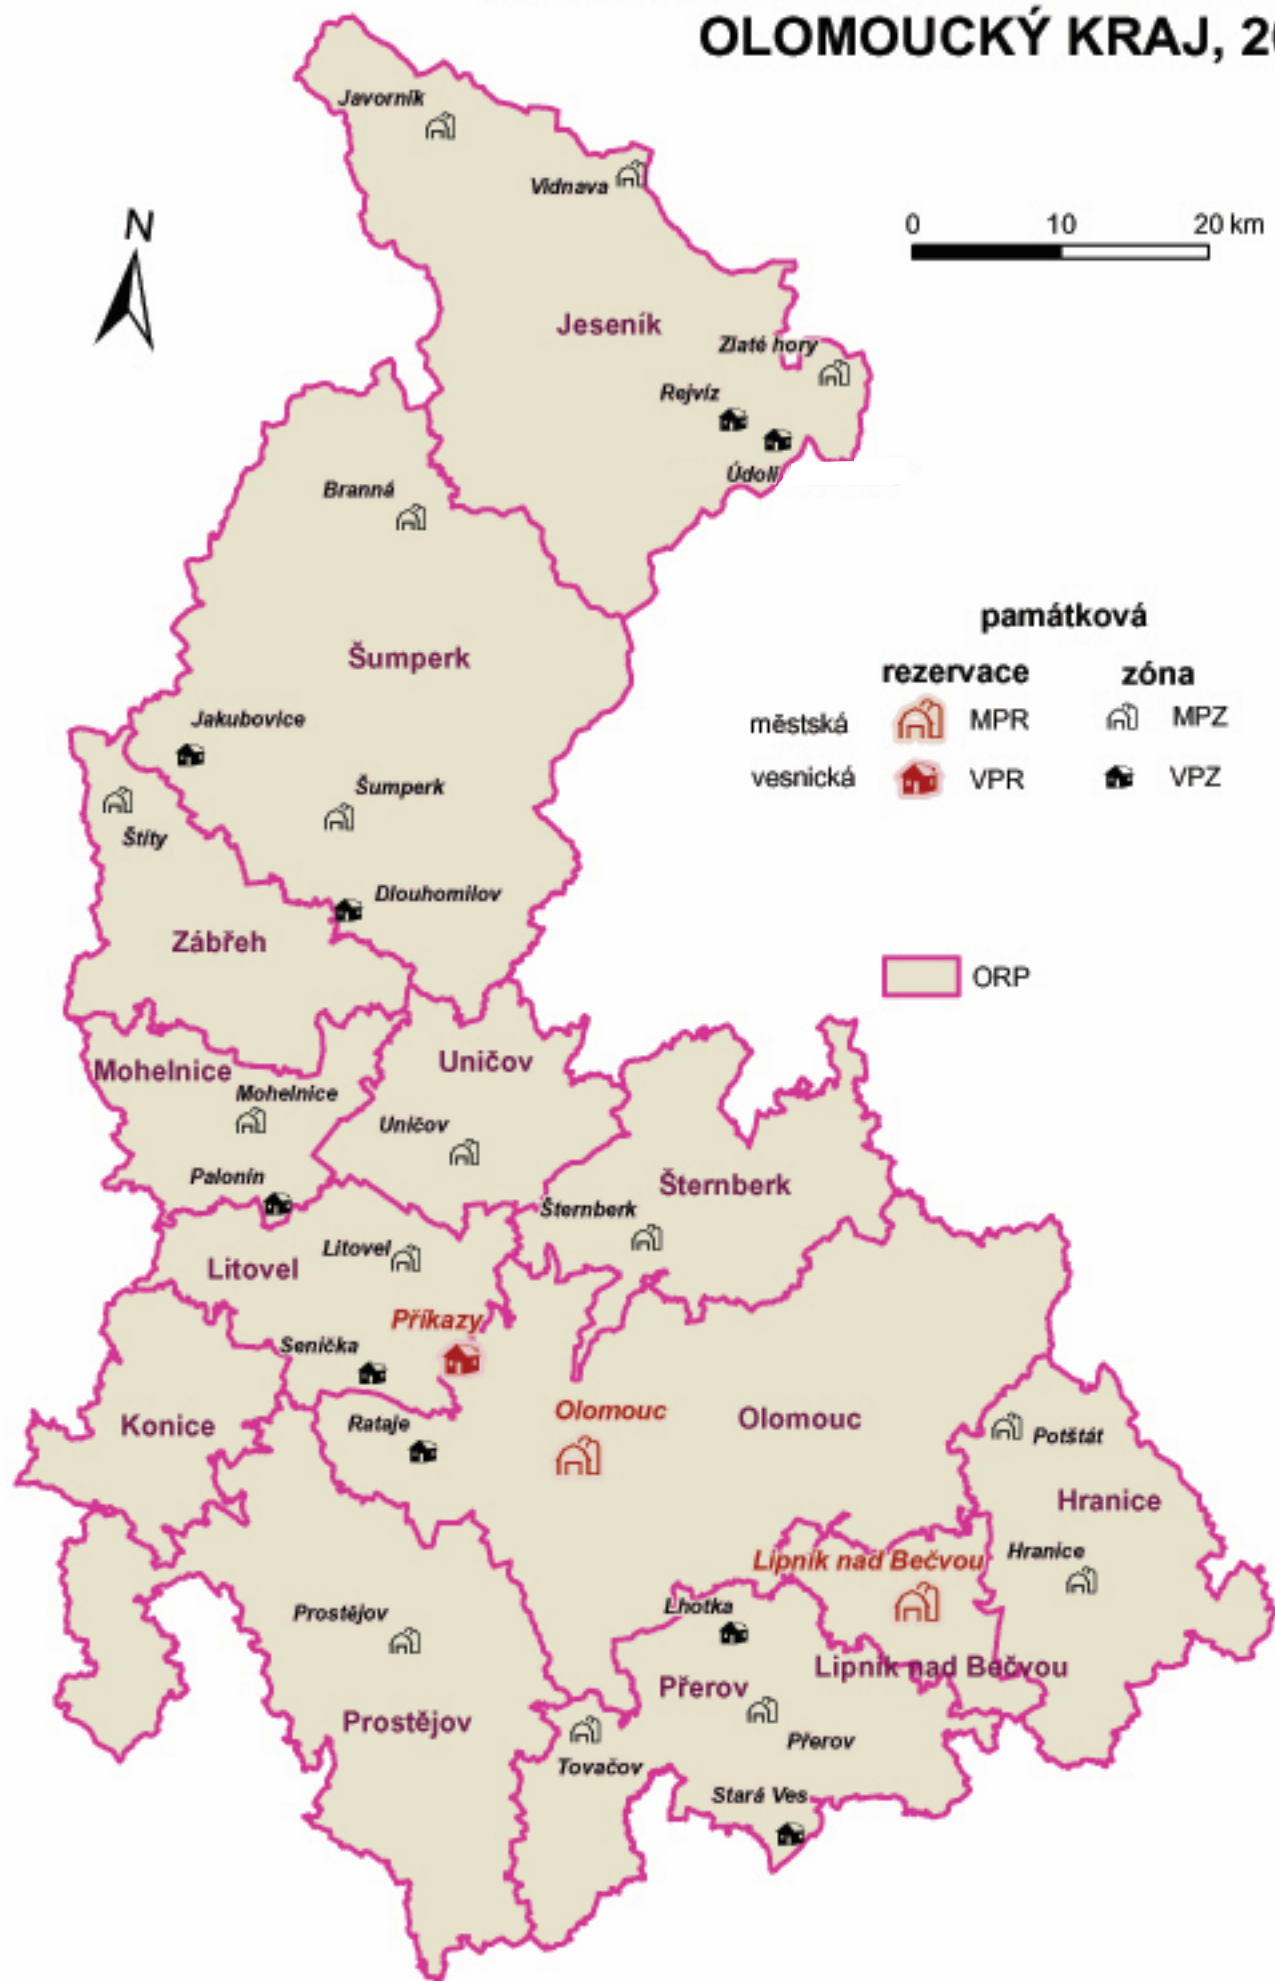 OLOMOUCKÝ KRAJ, 20
Javorník
Vidnava
N
0 10 20 km
Jeseník
Zlaté hory
Rejvíz
Údolí
Branná
památková
Šumperk
rezervace zóna
Jakubovice
městská MPR MPZ
vesnická VPR VPZ
Šumperk
Štíty
Dlouhomilov
Zábřeh
ORP
Mohelnice
Uničov
Mohelnice
Uničov
Palonín
Šternberk
Šternberk
Litovel
Litovel
Příkazy
Senička
Olomouc
Olomouc
Konice
Rataje
Potštát
Hranice
Hranice
Lipník nad Bečvou
Lhotka
Prostějov
Lipník nad Bečvou
Přerov
Prostějov
Přerov
Tovačov
Stará Ves